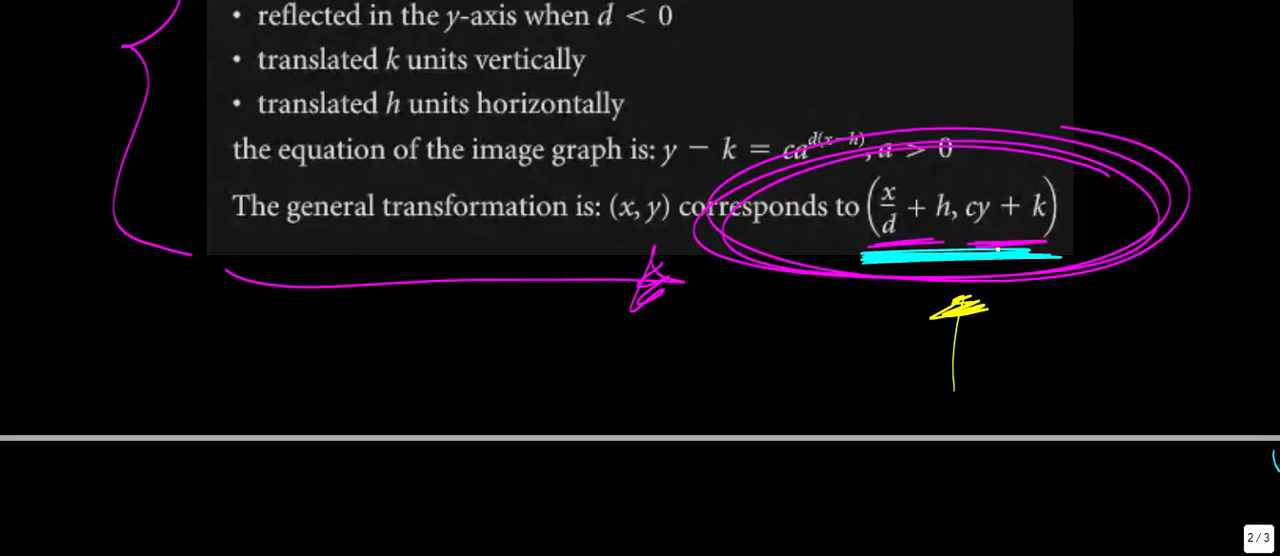 • reflected in the y-axis when d < 0
• translated k units vertically
• translated h units horizontally
the equation of the image graph is: y − k = ca^{d(x−h)}, a > 0
The general transformation is: (x, y) corresponds to (x/d + h, cy + k)
2/3